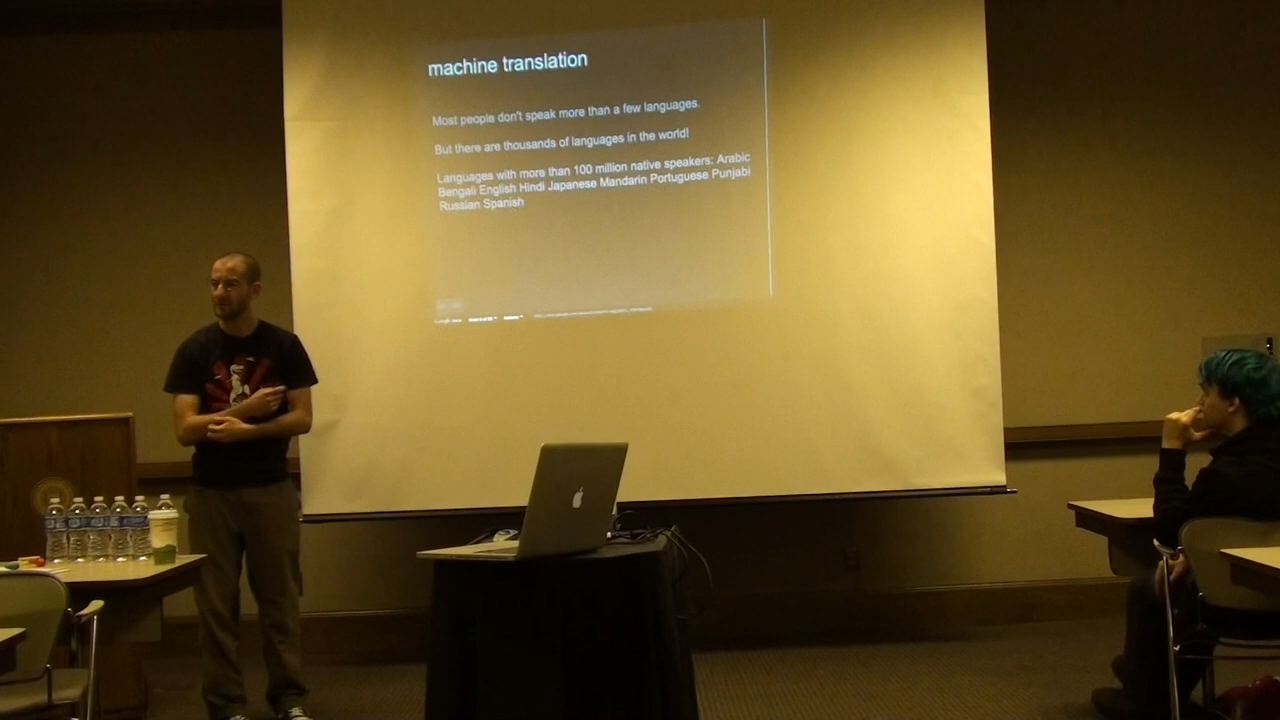 machine translation
Most people don't speak more than a few languages.
But there are thousands of languages in the world!
Languages with more than 100 million native speakers: Arabic
Bengali English Hindi Japanese Mandarin Portuguese Punjabi
Russian Spanish